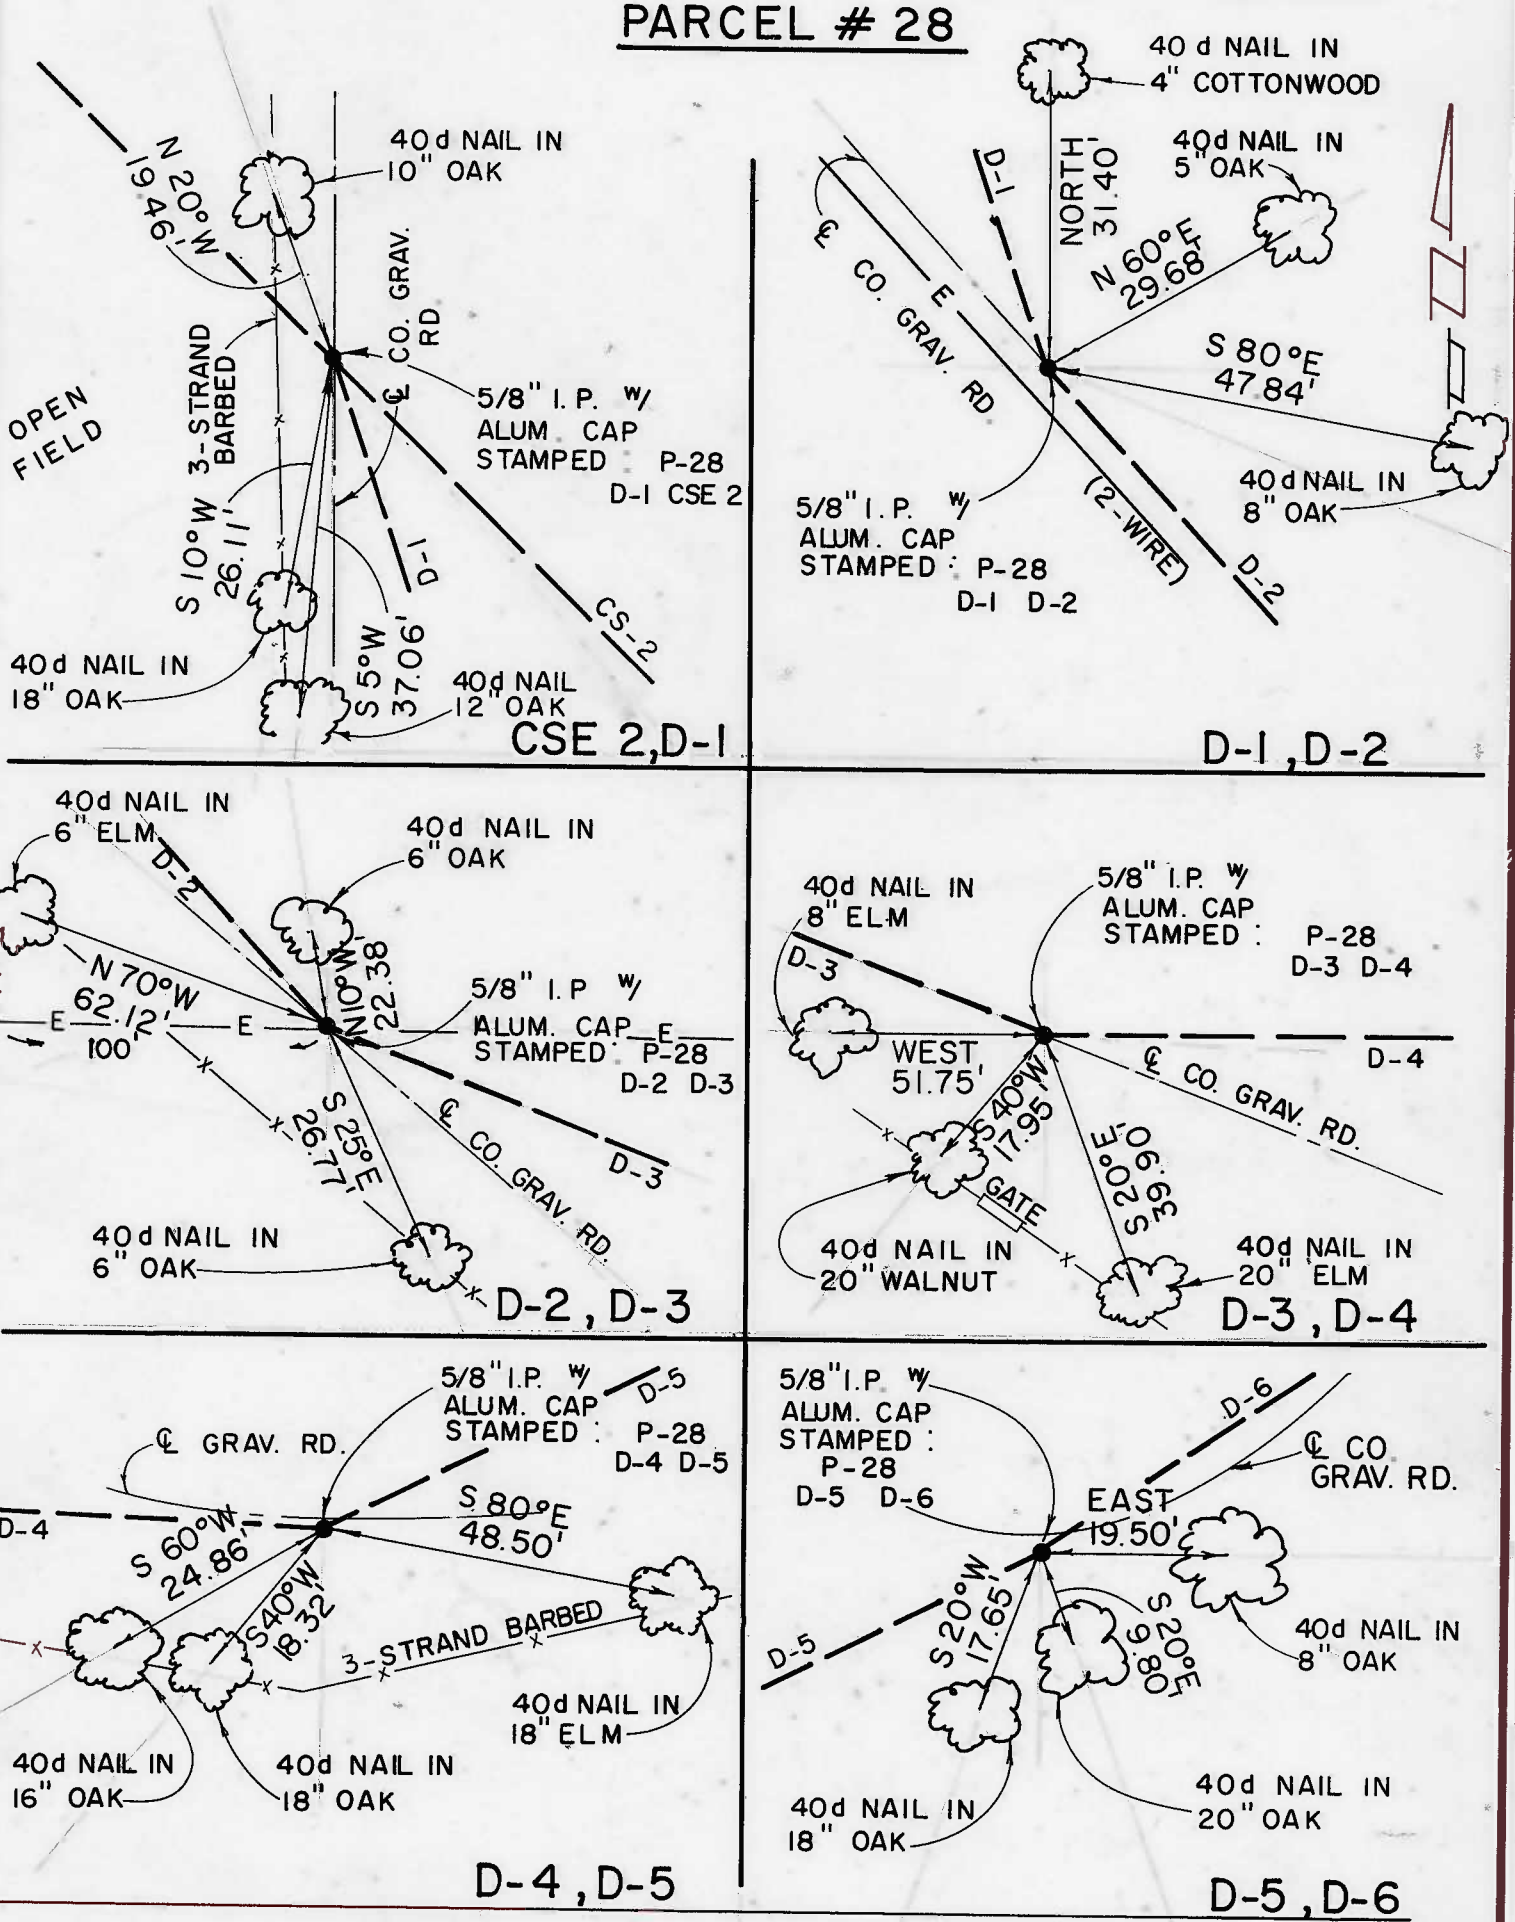 PARCEL # 28
40d NAIL IN
10" OAK
N 20°W
19.46'
CO. GRAV.
RD
℄
3-STRAND
BARBED
OPEN
FIELD
5/8" I.P. W/
ALUM. CAP
STAMPED : P-28
D-1 CSE 2
S 10°W
26.11'
D-1
CS-2
S 5°W
37.06'
40d NAIL IN
18" OAK
40d NAIL
12" OAK
CSE 2, D-1
40 d NAIL IN
4" COTTONWOOD
40d NAIL IN
5" OAK
D-1
NORTH
31.40'
N 60°E
29.68'
℄ CO. GRAV. RD
E
S 80°E
47.84'
40d NAIL IN
8" OAK
5/8" I.P. W/
ALUM. CAP
STAMPED : P-28
D-1 D-2
(2-WIRE)
D-2
D-1, D-2
N
40d NAIL IN
6" ELM
D-2
40d NAIL IN
6" OAK
N 70°W
62.12'
N10°W
22.38'
5/8" I.P W/
ALUM. CAP
STAMPED : P-28
D-2 D-3
E
E
E
100'
S 25°E
26.77'
℄ CO. GRAV. RD.
D-3
40d NAIL IN
6" OAK
D-2, D-3
40d NAIL IN
8" ELM
D-3
5/8" I.P. W/
ALUM. CAP
STAMPED : P-28
D-3 D-4
WEST
51.75'
D-4
℄ CO. GRAV. RD.
S 40°W
17.95'
S 20°E
39.90'
GATE
40d NAIL IN
20" WALNUT
40d NAIL IN
20" ELM
D-3, D-4
5/8" I.P. W/
ALUM. CAP
STAMPED : P-28
D-4 D-5
D-5
℄ GRAV. RD.
D-4
S 60°W
24.86'
S 80°E
48.50'
S 40°W
18.32'
3-STRAND BARBED
40d NAIL IN
18" ELM
40d NAIL IN
16" OAK
40d NAIL IN
18" OAK
D-4, D-5
5/8" I.P. W/
ALUM. CAP
STAMPED :
P-28
D-5 D-6
D-6
℄ CO
GRAV. RD.
EAST
19.50'
S 20°W
17.65'
S 20°E
9.80'
D-5
40d NAIL IN
8" OAK
40d NAIL IN
20" OAK
40d NAIL IN
18" OAK
D-5, D-6